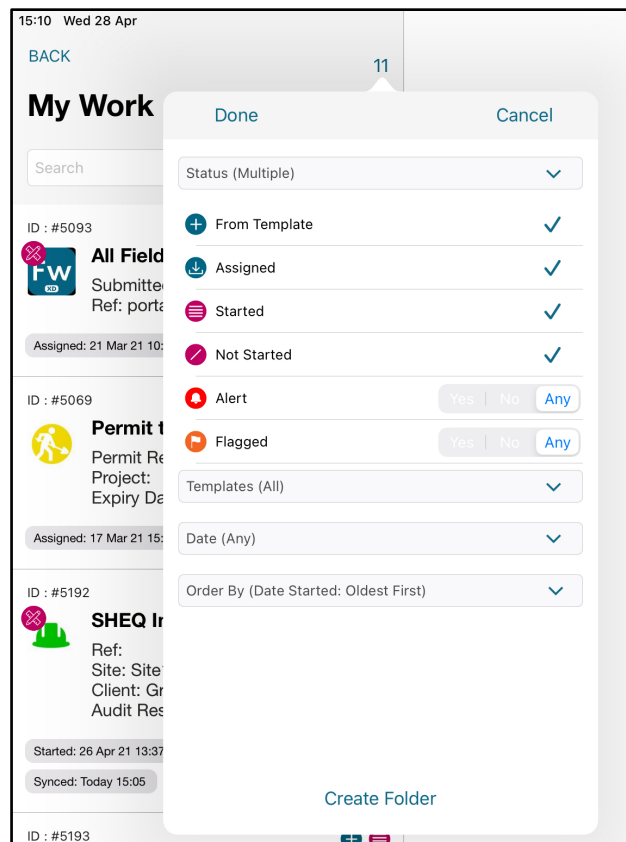 15:10 Wed 28 Apr
BACK
11
My Work
Done
Cancel
Search
Status (Multiple)
From Template
Assigned
Started
Not Started
Alert
Yes
No
Any
Flagged
Yes
No
Any
Templates (All)
Date (Any)
Order By (Date Started: Oldest First)
Create Folder
ID : #5093
FW
XD
All Field
Submitte
Ref: porta
Assigned: 21 Mar 21 10:
ID : #5069
Permit t
Permit Re
Project:
Expiry Da
Assigned: 17 Mar 21 15:
ID : #5192
SHEQ In
Ref:
Site: Site
Client: Gr
Audit Res
Started: 26 Apr 21 13:37
Synced: Today 15:05
ID : #5193